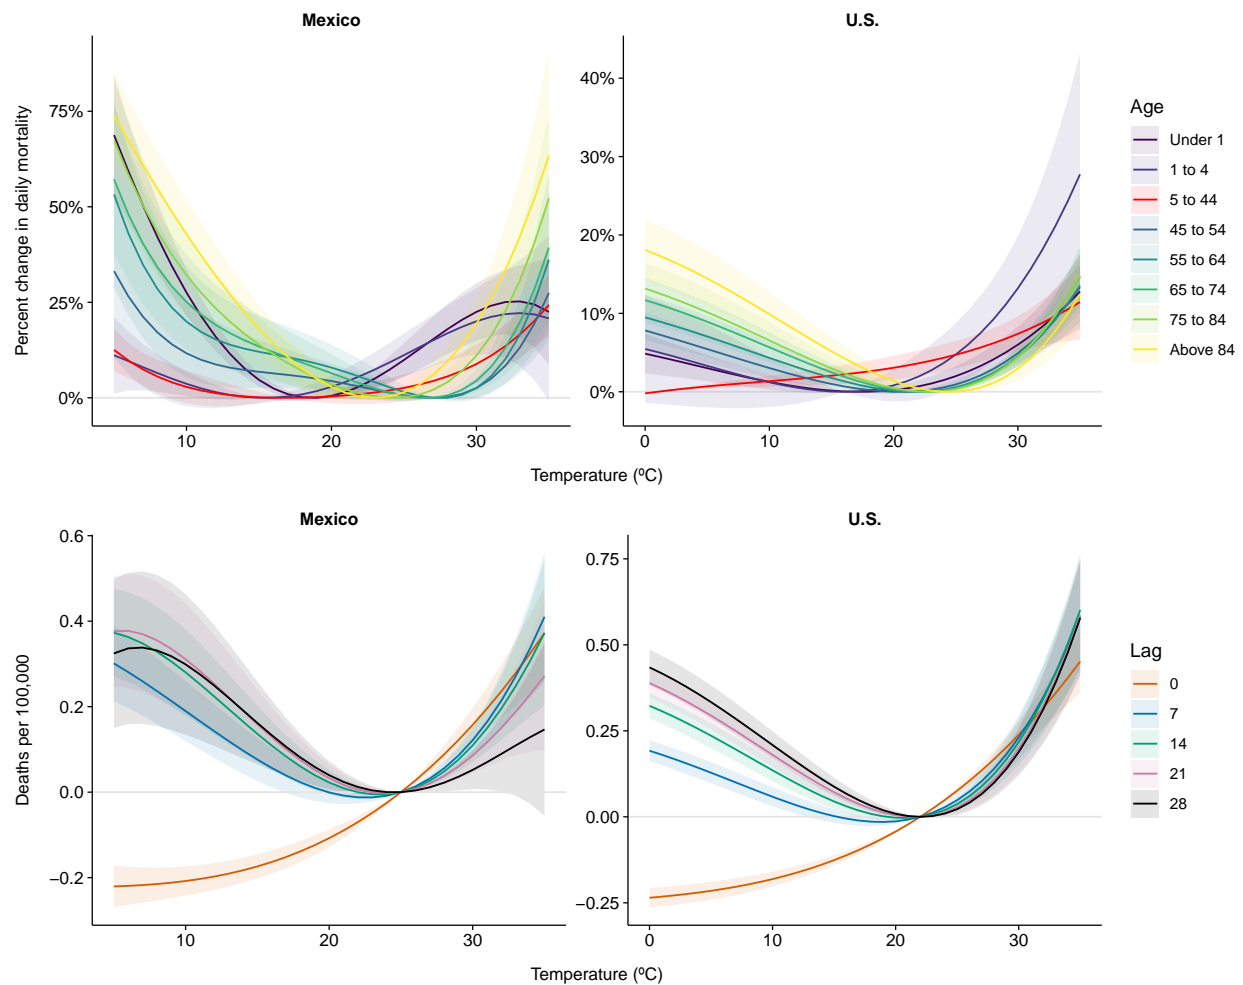 Mexico
U.S.
Percent change in daily mortality
75%
50%
25%
0%
10
20
30
40%
30%
20%
10%
0%
0
10
20
30
Temperature (ºC)
Age
Under 1
1 to 4
5 to 44
45 to 54
55 to 64
65 to 74
75 to 84
Above 84
Mexico
U.S.
Deaths per 100,000
0.6
0.4
0.2
0.0
−0.2
10
20
30
0.75
0.50
0.25
0.00
−0.25
0
10
20
30
Temperature (ºC)
Lag
0
7
14
21
28